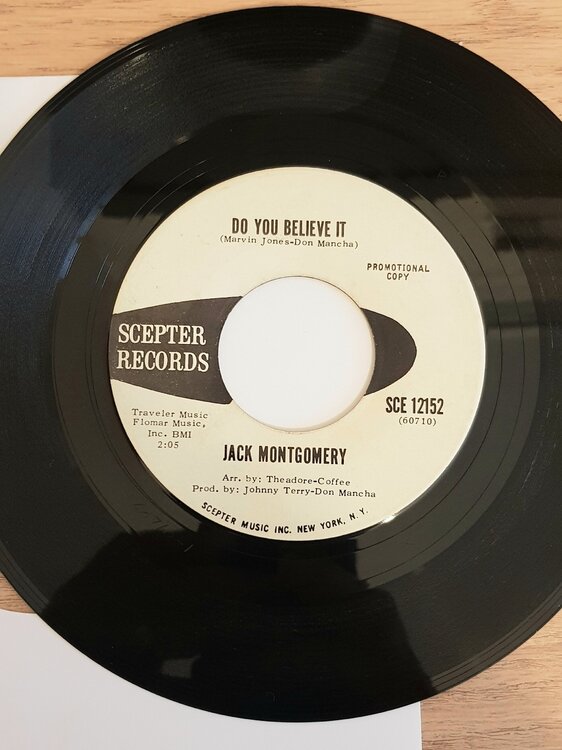 DO YOU BELIEVE IT
(Marvin Jones-Don Mancha)
PROMOTIONAL
COPY
SCEPTER
RECORDS
Traveler Music
Flomar Music,
Inc. BMI
2:05
SCE 12152
(60710)
JACK MONTGOMERY
Arr. by: Theadore-Coffee
Prod. by: Johnny Terry-Don Mancha
SCEPTER MUSIC INC. NEW YORK, N.Y.